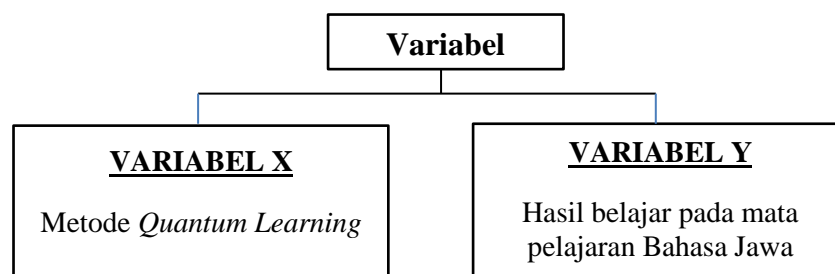 Variabel
VARIABEL X
Metode Quantum Learning
VARIABEL Y
Hasil belajar pada mata
pelajaran Bahasa Jawa